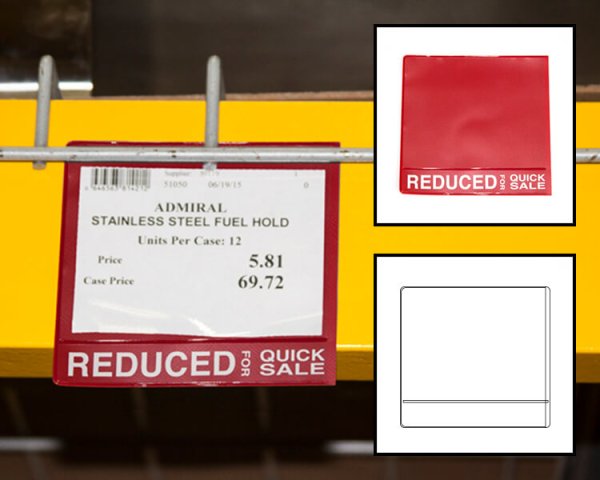 51050 06/19/15 0
ADMIRAL
STAINLESS STEEL FUEL HOLD
Units Per Case: 12
Price 5.81
Case Price 69.72
REDUCED FOR QUICK SALE
REDUCED FOR QUICK SALE